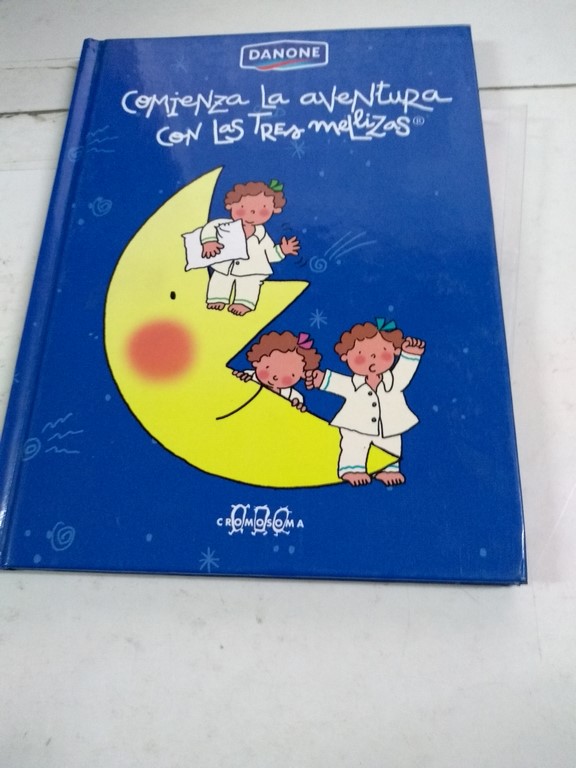 DANONE
Comienza la aventura
con las tres mellizas®
CROMOSOMA